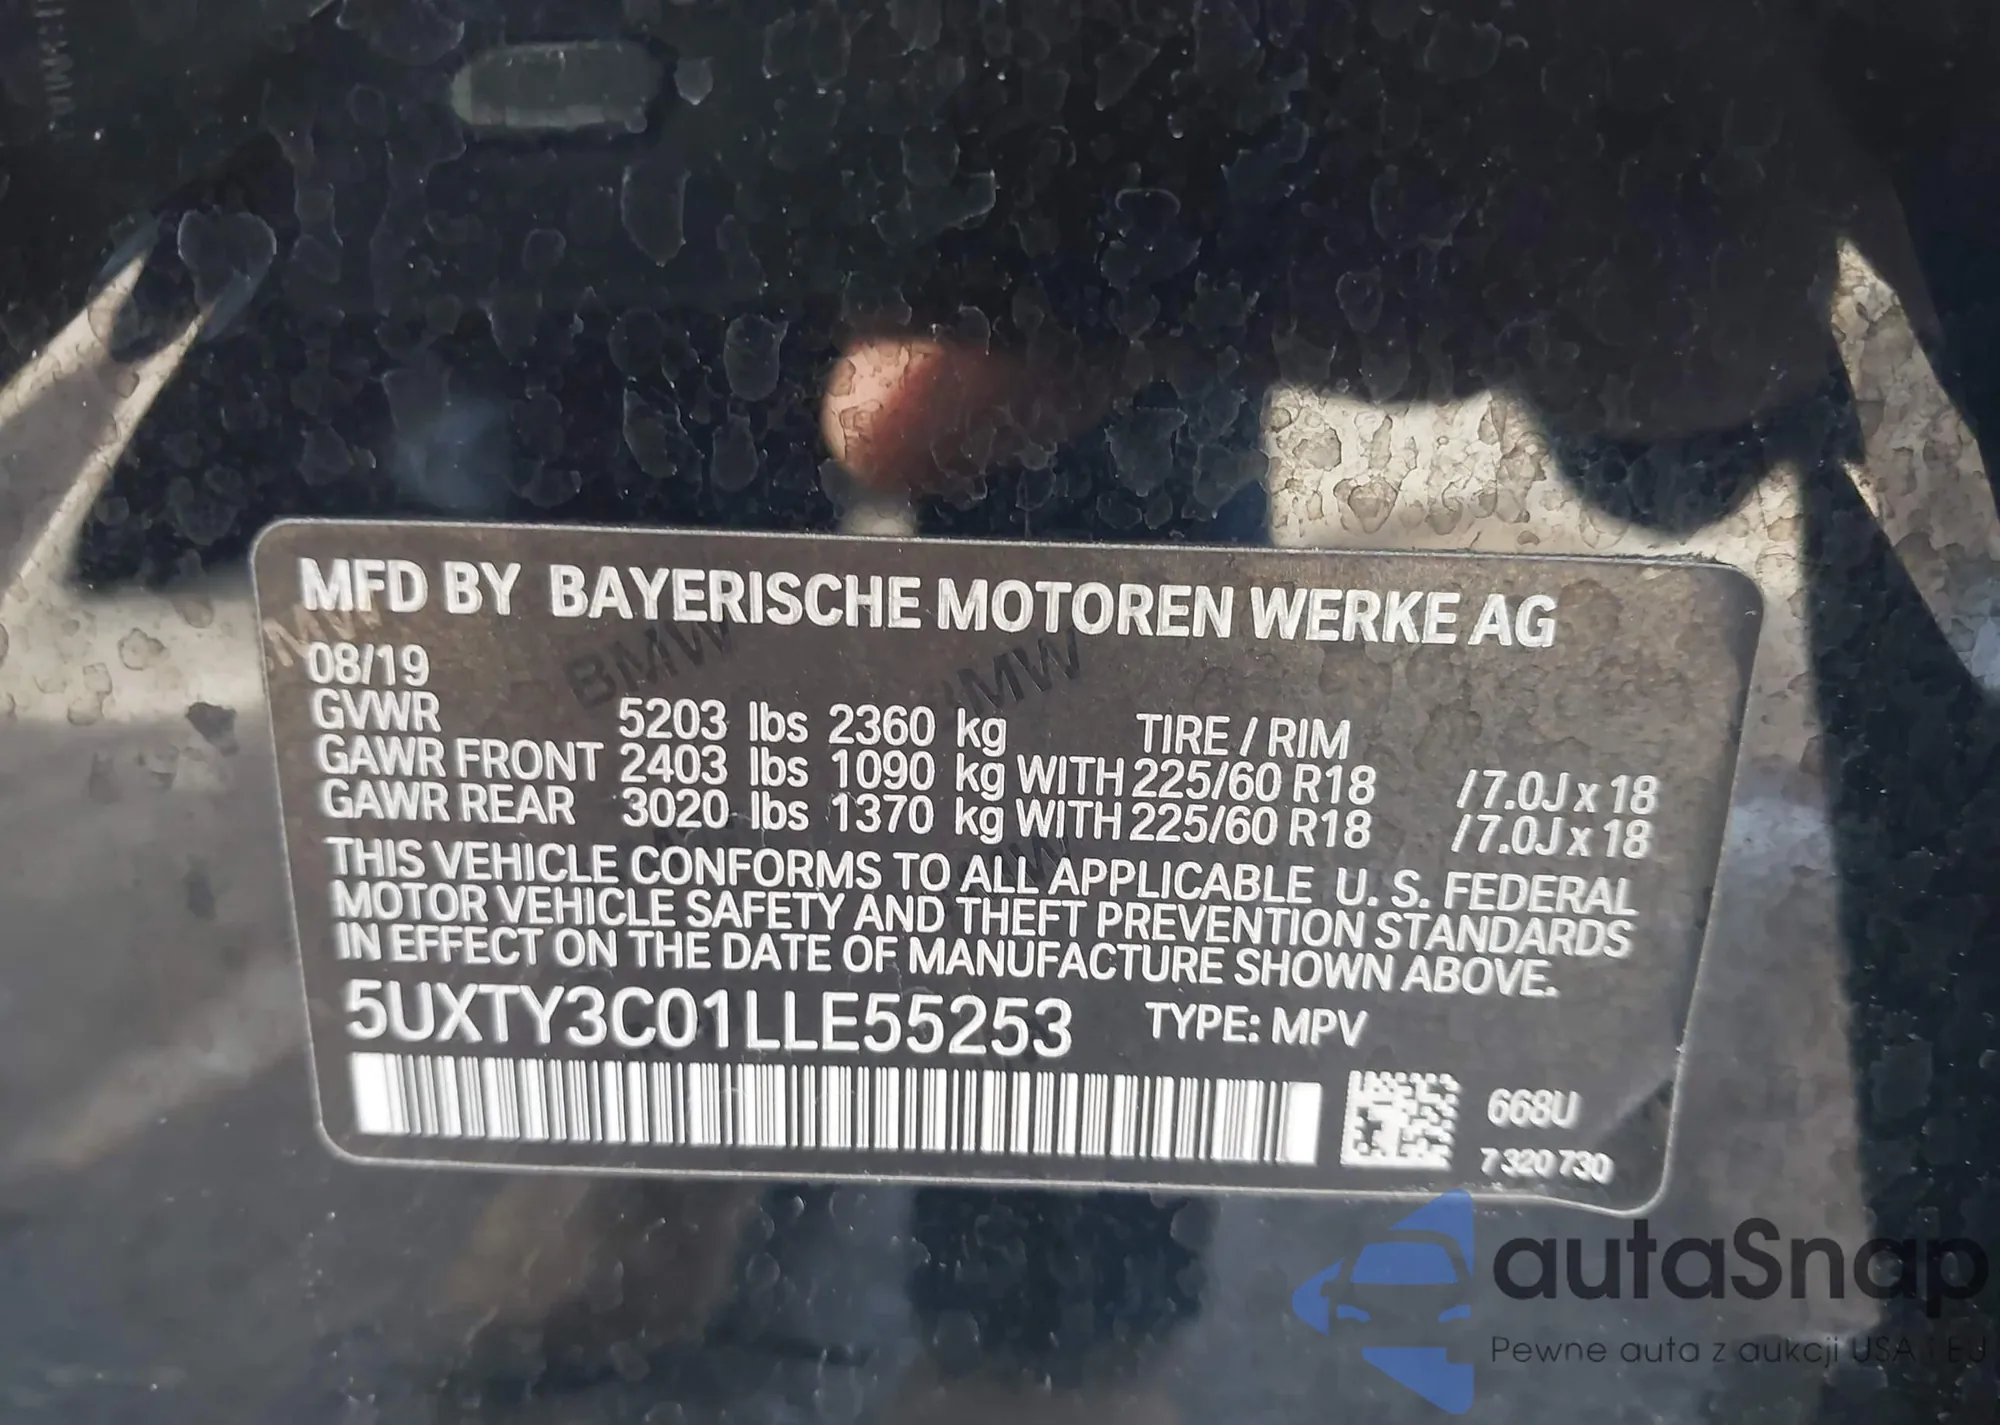 MFD BY BAYERISCHE MOTOREN WERKE AG
08/19
GVWR 5203 lbs 2360 kg TIRE / RIM
GAWR FRONT 2403 lbs 1090 kg WITH 225/60 R18 /7.0J x 18
GAWR REAR 3020 lbs 1370 kg WITH 225/60 R18 /7.0J x 18
THIS VEHICLE CONFORMS TO ALL APPLICABLE U. S. FEDERAL
MOTOR VEHICLE SAFETY AND THEFT PREVENTION STANDARDS
IN EFFECT ON THE DATE OF MANUFACTURE SHOWN ABOVE.
5UXTY3C01LLE55253 TYPE: MPV
668U
7 320 730
BMW
BMW
autaSnap
Pewne auta z aukcji USA i EU